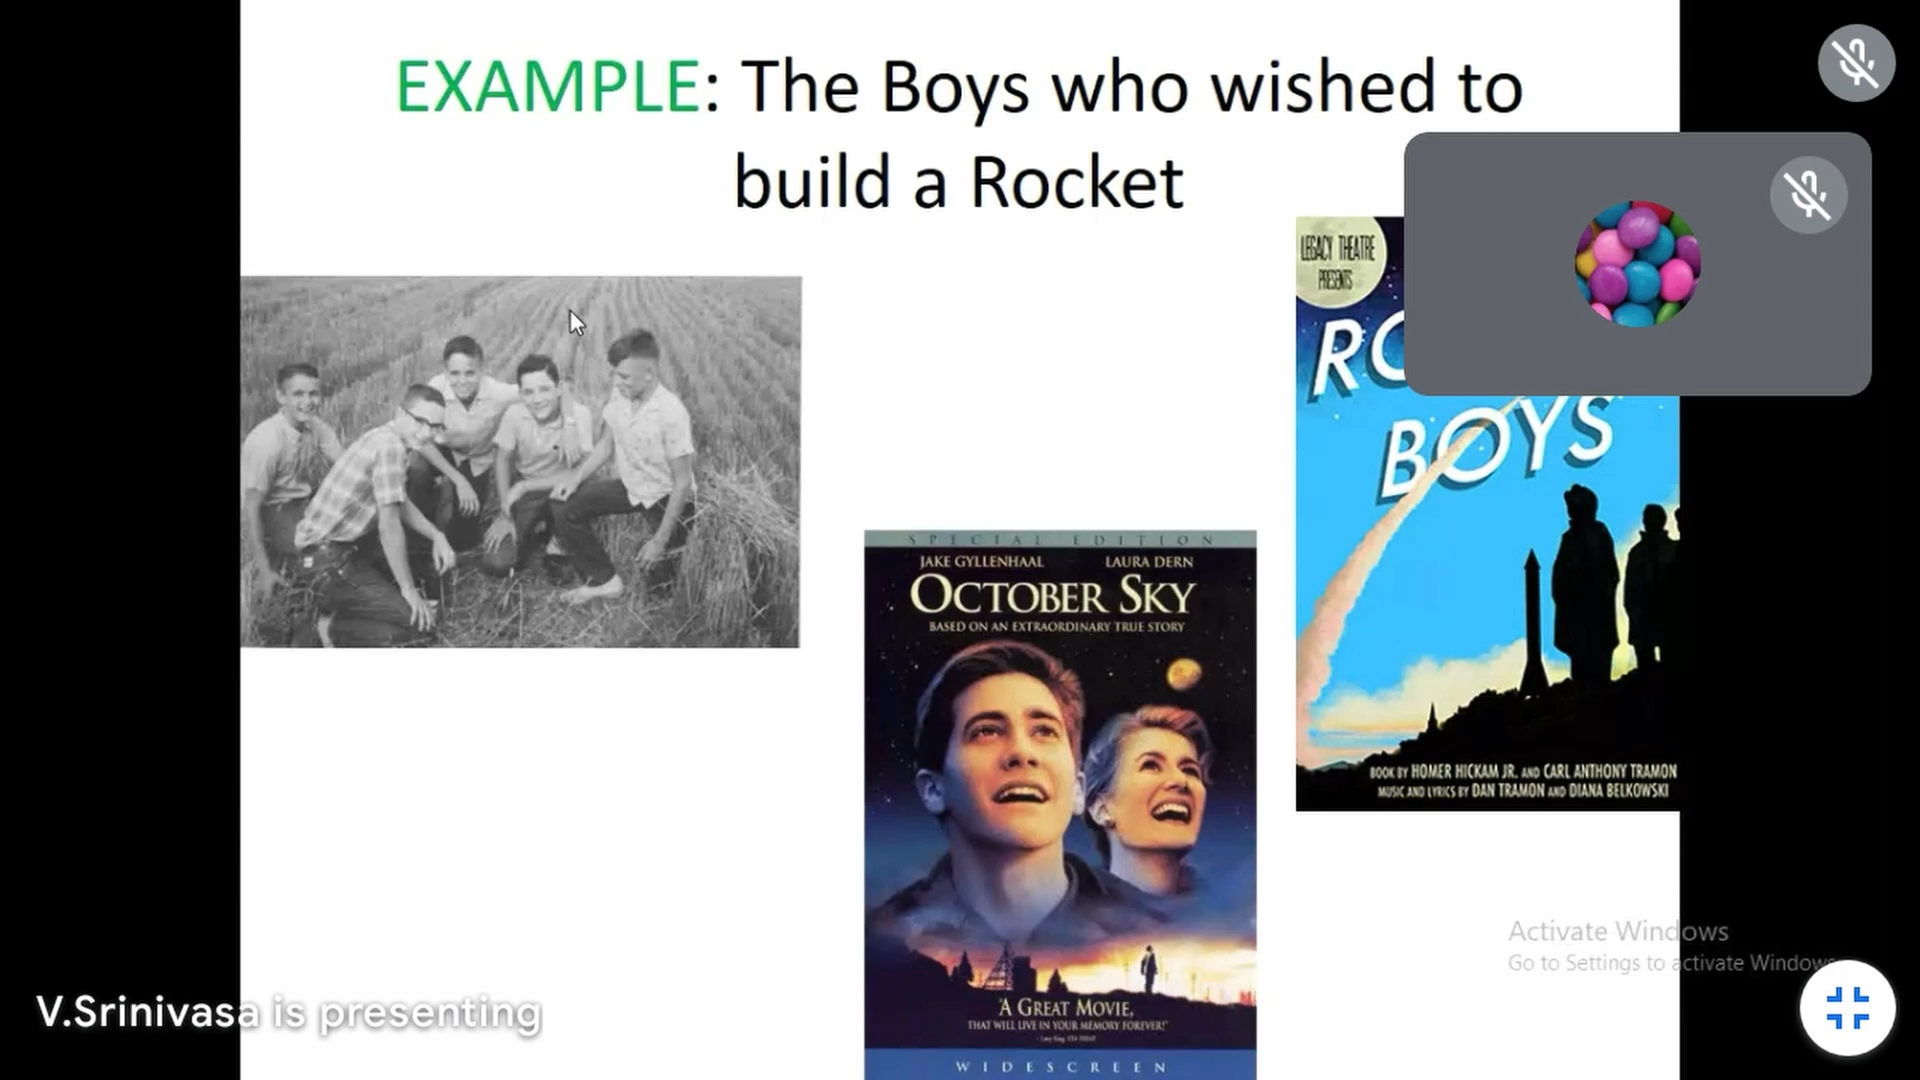 EXAMPLE: The Boys who wished to
build a Rocket
LEGACY THEATRE
PRESENTS
RO
BOYS
BOOK BY HOMER HICKAM JR. AND CARL ANTHONY TRAMON
MUSIC AND LYRICS BY DAN TRAMON AND DIANA BELKOWSKI
SPECIAL EDITION
JAKE GYLLENHAAL LAURA DERN
OCTOBER SKY
BASED ON AN EXTRAORDINARY TRUE STORY
"A GREAT MOVIE,
THAT WILL LIVE IN YOUR MEMORY FOREVER!"
WIDESCREEN
Activate Windows
Go to Settings to activate Windows
V.Srinivasa is presenting